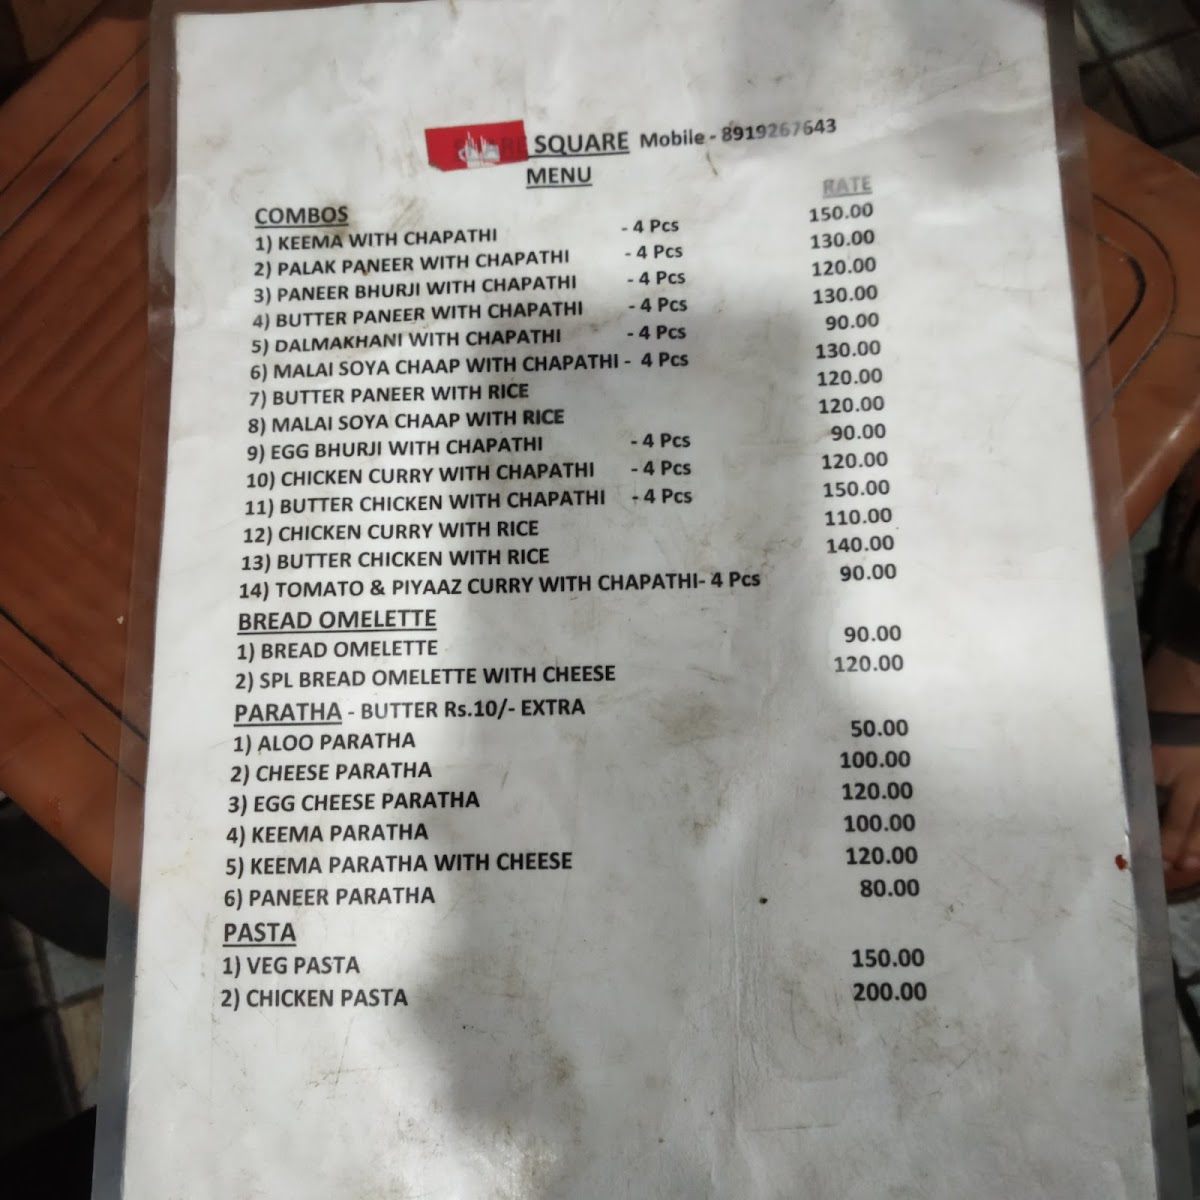 SQUARE Mobile - 8919267643
MENU
RATE
COMBOS
1) KEEMA WITH CHAPATHI - 4 Pcs 150.00
2) PALAK PANEER WITH CHAPATHI - 4 Pcs 130.00
3) PANEER BHURJI WITH CHAPATHI - 4 Pcs 120.00
4) BUTTER PANEER WITH CHAPATHI - 4 Pcs 130.00
5) DALMAKHANI WITH CHAPATHI - 4 Pcs 90.00
6) MALAI SOYA CHAAP WITH CHAPATHI - 4 Pcs 130.00
7) BUTTER PANEER WITH RICE 120.00
8) MALAI SOYA CHAAP WITH RICE 120.00
9) EGG BHURJI WITH CHAPATHI - 4 Pcs 90.00
10) CHICKEN CURRY WITH CHAPATHI - 4 Pcs 120.00
11) BUTTER CHICKEN WITH CHAPATHI - 4 Pcs 150.00
12) CHICKEN CURRY WITH RICE 110.00
13) BUTTER CHICKEN WITH RICE 140.00
14) TOMATO & PIYAAZ CURRY WITH CHAPATHI- 4 Pcs 90.00
BREAD OMELETTE
1) BREAD OMELETTE 90.00
2) SPL BREAD OMELETTE WITH CHEESE 120.00
PARATHA - BUTTER Rs.10/- EXTRA
1) ALOO PARATHA 50.00
2) CHEESE PARATHA 100.00
3) EGG CHEESE PARATHA 120.00
4) KEEMA PARATHA 100.00
5) KEEMA PARATHA WITH CHEESE 120.00
6) PANEER PARATHA 80.00
PASTA
1) VEG PASTA 150.00
2) CHICKEN PASTA 200.00